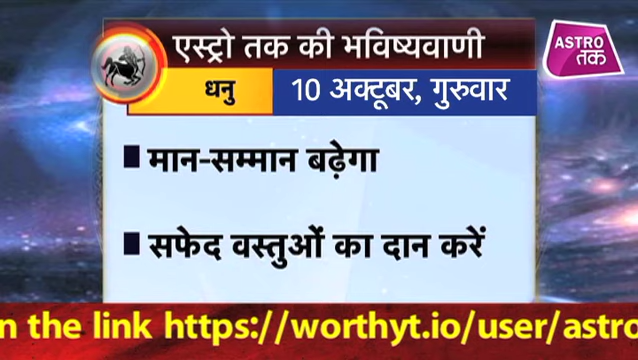 एस्ट्रो तक की भविष्यवाणी
ASTRO
तक
धनु
10 अक्टूबर, गुरुवार
मान-सम्मान बढ़ेगा
सफेद वस्तुओं का दान करें
n the link https://worthyt.io/user/astro